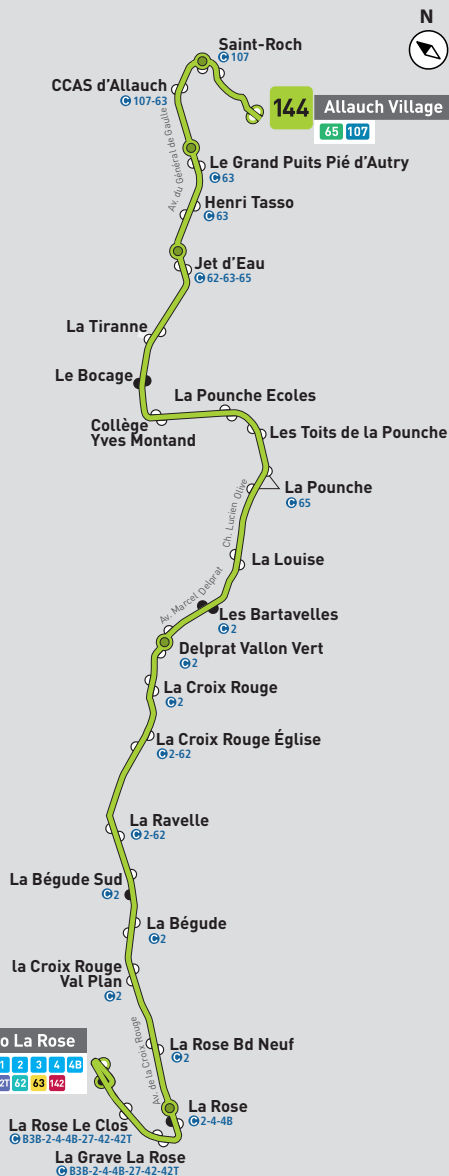 N
Saint-Roch
C 107
CCAS d'Allauch
C 107-63
144 Allauch Village
65 107
Av. du Général de Gaulle
Le Grand Puits Pié d'Autry
C 63
Henri Tasso
C 63
Jet d'Eau
C 62-63-65
La Tiranne
Le Bocage
La Pounche Ecoles
Collège
Yves Montand
Les Toits de la Pounche
La Pounche
C 65
Ch. Lucien Olive
La Louise
Av. Marcel Delprat
Les Bartavelles
C 2
Delprat Vallon Vert
C 2
La Croix Rouge
C 2
La Croix Rouge Église
C 2-62
La Ravelle
C 2-62
La Bégude Sud
C 2
La Bégude
C 2
la Croix Rouge
Val Plan
C 2
Av. de la Croix Rouge
o La Rose
1 2 3 4 4B
2T 62 63 142
La Rose Bd Neuf
C 2
La Rose
C 2-4-4B
La Rose Le Clos
C B3B-2-4-4B-27-42-42T
La Grave La Rose
C B3B-2-4-4B-27-42-42T